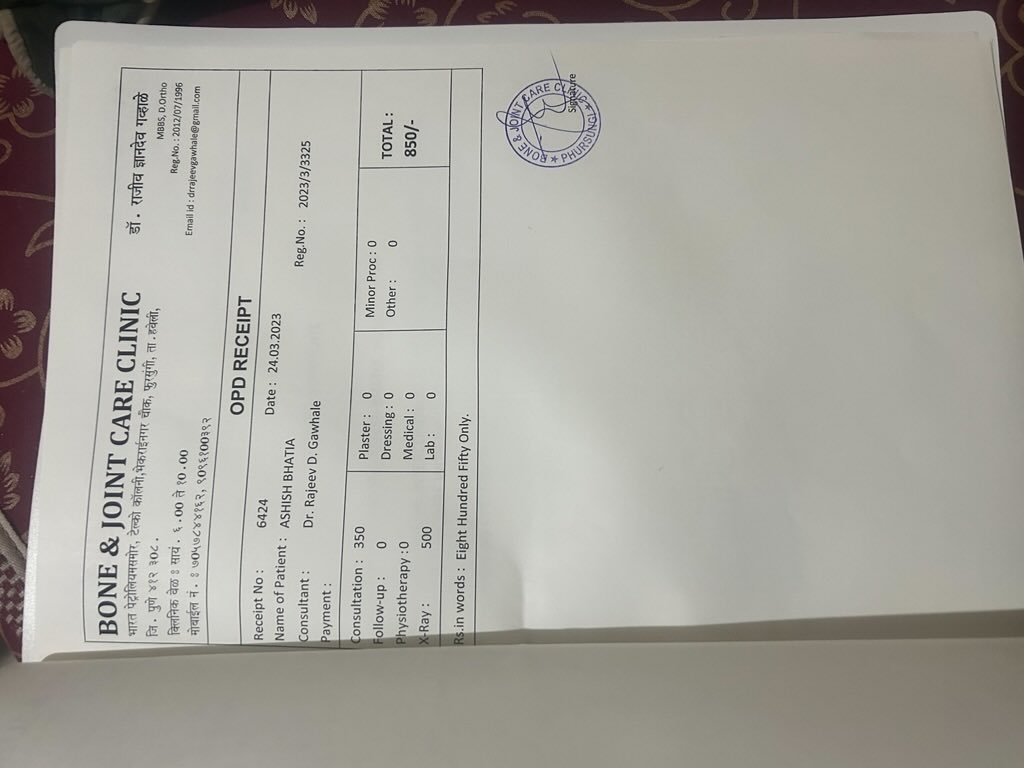 BONE & JOINT CARE CLINIC
डॉ. राजीव ज्ञानदेव गव्हाळे
MBBS, D.Ortho
Reg.No. : 2012/07/1996
Email id : drrajeevgawhale@gmail.com
भारत पेट्रोलियमसमोर, टेल्को कॉलनी,भेकराईनगर चौक, फुरसुंगी, ता.हवेली,
जि. पुणे ४१२ ३०८.
क्लिनिक वेळ : सायं. ६.०० ते १०.००
मोबाईल नं. : ७०५७८४४१६२, ९०९६१००३९२
OPD RECEIPT
Receipt No : 6424 Date : 24.03.2023
Name of Patient : ASHISH BHATIA
Consultant : Dr. Rajeev D. Gawhale Reg.No. : 2023/3/3325
Payment :
Consultation : 350 Plaster : 0 Minor Proc : 0 TOTAL :
Follow-up : 0 Dressing : 0 Other : 0 850/-
Physiotherapy : 0 Medical : 0
X-Ray : 500 Lab : 0
Rs.in words : Eight Hundred Fifty Only.
BONE & JOINT CARE CLINIC
★ PHURSUNGI ★
Signature